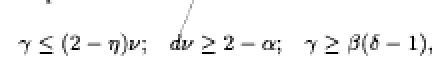 γ ≤ (2 − η)ν; dν ≥ 2 − α; γ ≥ β(δ − 1),